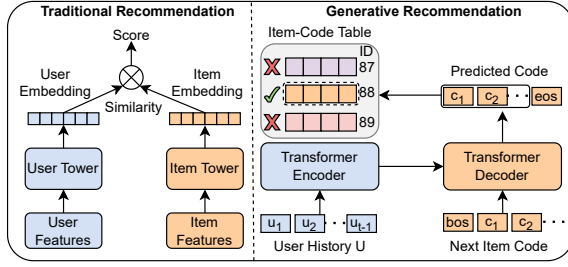 Traditional Recommendation
Score
User
Embedding
Item
Embedding
Similarity
User Tower
Item Tower
User
Features
Item
Features
Generative Recommendation
Item-Code Table
ID
87
88
89
Predicted Code
c1 c2 ... eos
Transformer
Encoder
Transformer
Decoder
u1 u2 ... ut-1
User History U
bos c1 c2 ...
Next Item Code